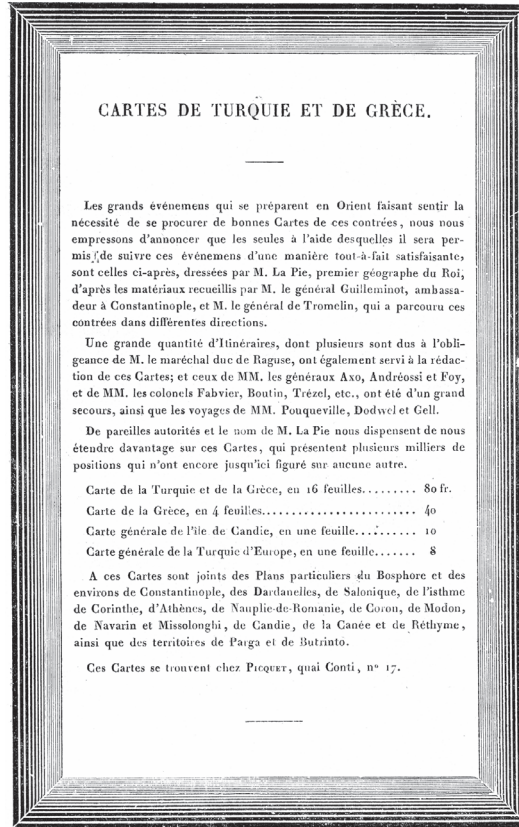 CARTES DE TURQUIE ET DE GRÈCE.
Les grands événemens qui se préparent en Orient faisant sentir la
nécessité de se procurer de bonnes Cartes de ces contrées, nous nous
empressons d'annoncer que les seules à l'aide desquelles il sera per-
mis de suivre ces événemens d'une manière tout-à-fait satisfaisante,
sont celles ci-après, dressées par M. La Pie, premier géographe du Roi,
d'après les matériaux recueillis par M. le général Guilleminot, ambassa-
deur à Constantinople, et M. le général de Tromelin, qui a parcouru ces
contrées dans différentes directions.
Une grande quantité d'Itinéraires, dont plusieurs sont dus à l'obli-
geance de M. le maréchal duc de Raguse, ont également servi à la rédac-
tion de ces Cartes; et ceux de MM. les généraux Axo, Andréossi et Foy,
et de MM. les colonels Fabvier, Boutin, Trézel, etc., ont été d'un grand
secours, ainsi que les voyages de MM. Pouqueville, Dodwel et Gell.
De pareilles autorités et le nom de M. La Pie nous dispensent de nous
étendre davantage sur ces Cartes, qui présentent plusieurs milliers de
positions qui n'ont encore jusqu'ici figuré sur aucune autre.
Carte de la Turquie et de la Grèce, en 16 feuilles......... 80 fr.
Carte de la Grèce, en 4 feuilles........................ 40
Carte générale de l'île de Candie, en une feuille.......... 10
Carte générale de la Turquie d'Europe, en une feuille....... 8
A ces Cartes sont joints des Plans particuliers du Bosphore et des
environs de Constantinople, des Dardanelles, de Salonique, de l'isthme
de Corinthe, d'Athènes, de Nauplie-de-Romanie, de Coron, de Modon,
de Navarin et Missolonghi, de Candie, de la Canée et de Réthyme,
ainsi que des territoires de Parga et de Butrinto.
Ces Cartes se trouvent chez PICQUET, quai Conti, nº 17.